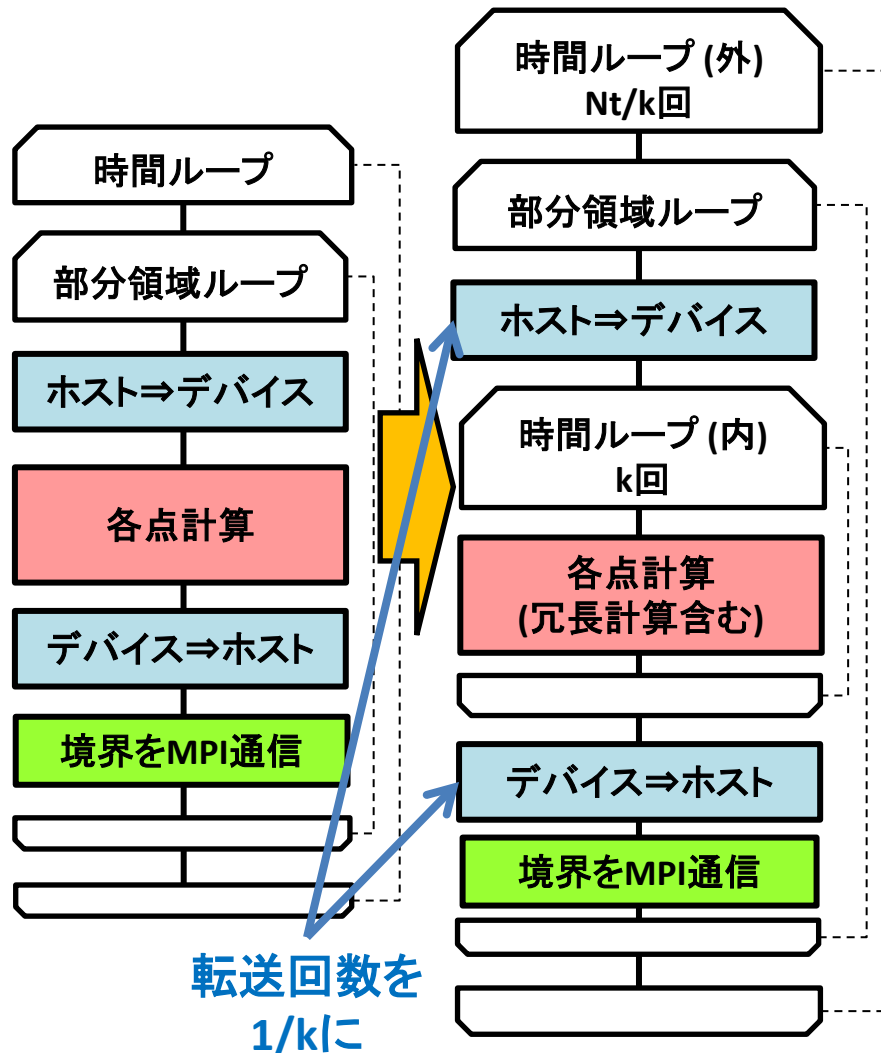 時間ループ
部分領域ループ
ホスト⇒デバイス
各点計算
デバイス⇒ホスト
境界をMPI通信
時間ループ (外)
Nt/k回
部分領域ループ
ホスト⇒デバイス
時間ループ (内)
k回
各点計算
(冗長計算含む)
デバイス⇒ホスト
境界をMPI通信
転送回数を
1/kに